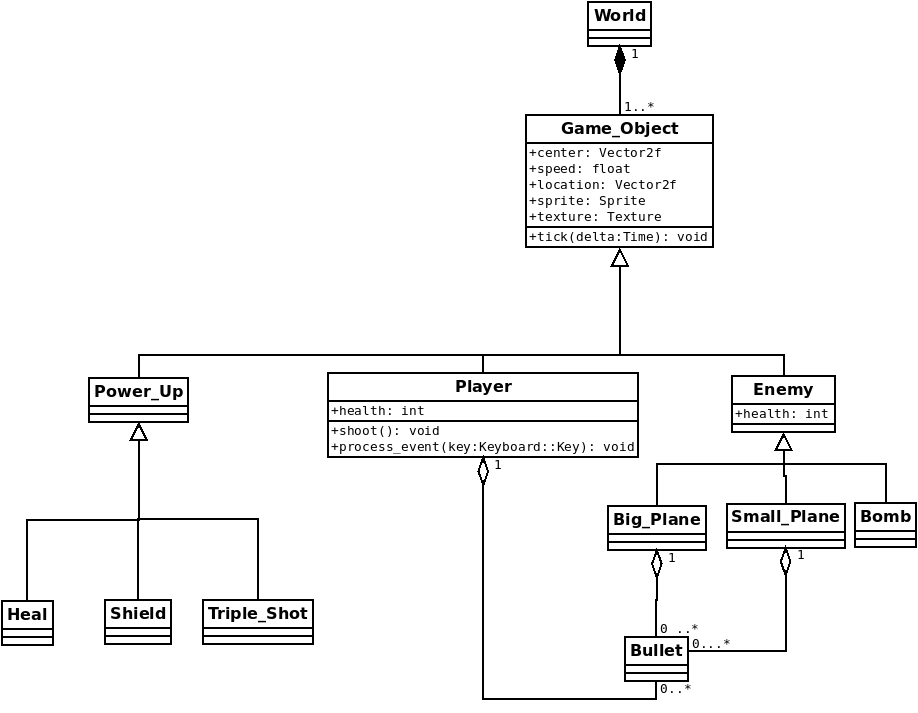 World
1
1..*
Game_Object
+center: Vector2f
+speed: float
+location: Vector2f
+sprite: Sprite
+texture: Texture
+tick(delta:Time): void
Power_Up
Player
+health: int
+shoot(): void
+process_event(key:Keyboard::Key): void
1
Enemy
+health: int
Big_Plane
1
Small_Plane
1
Bomb
Heal
Shield
Triple_Shot
0 ..*
0...*
Bullet
0..*